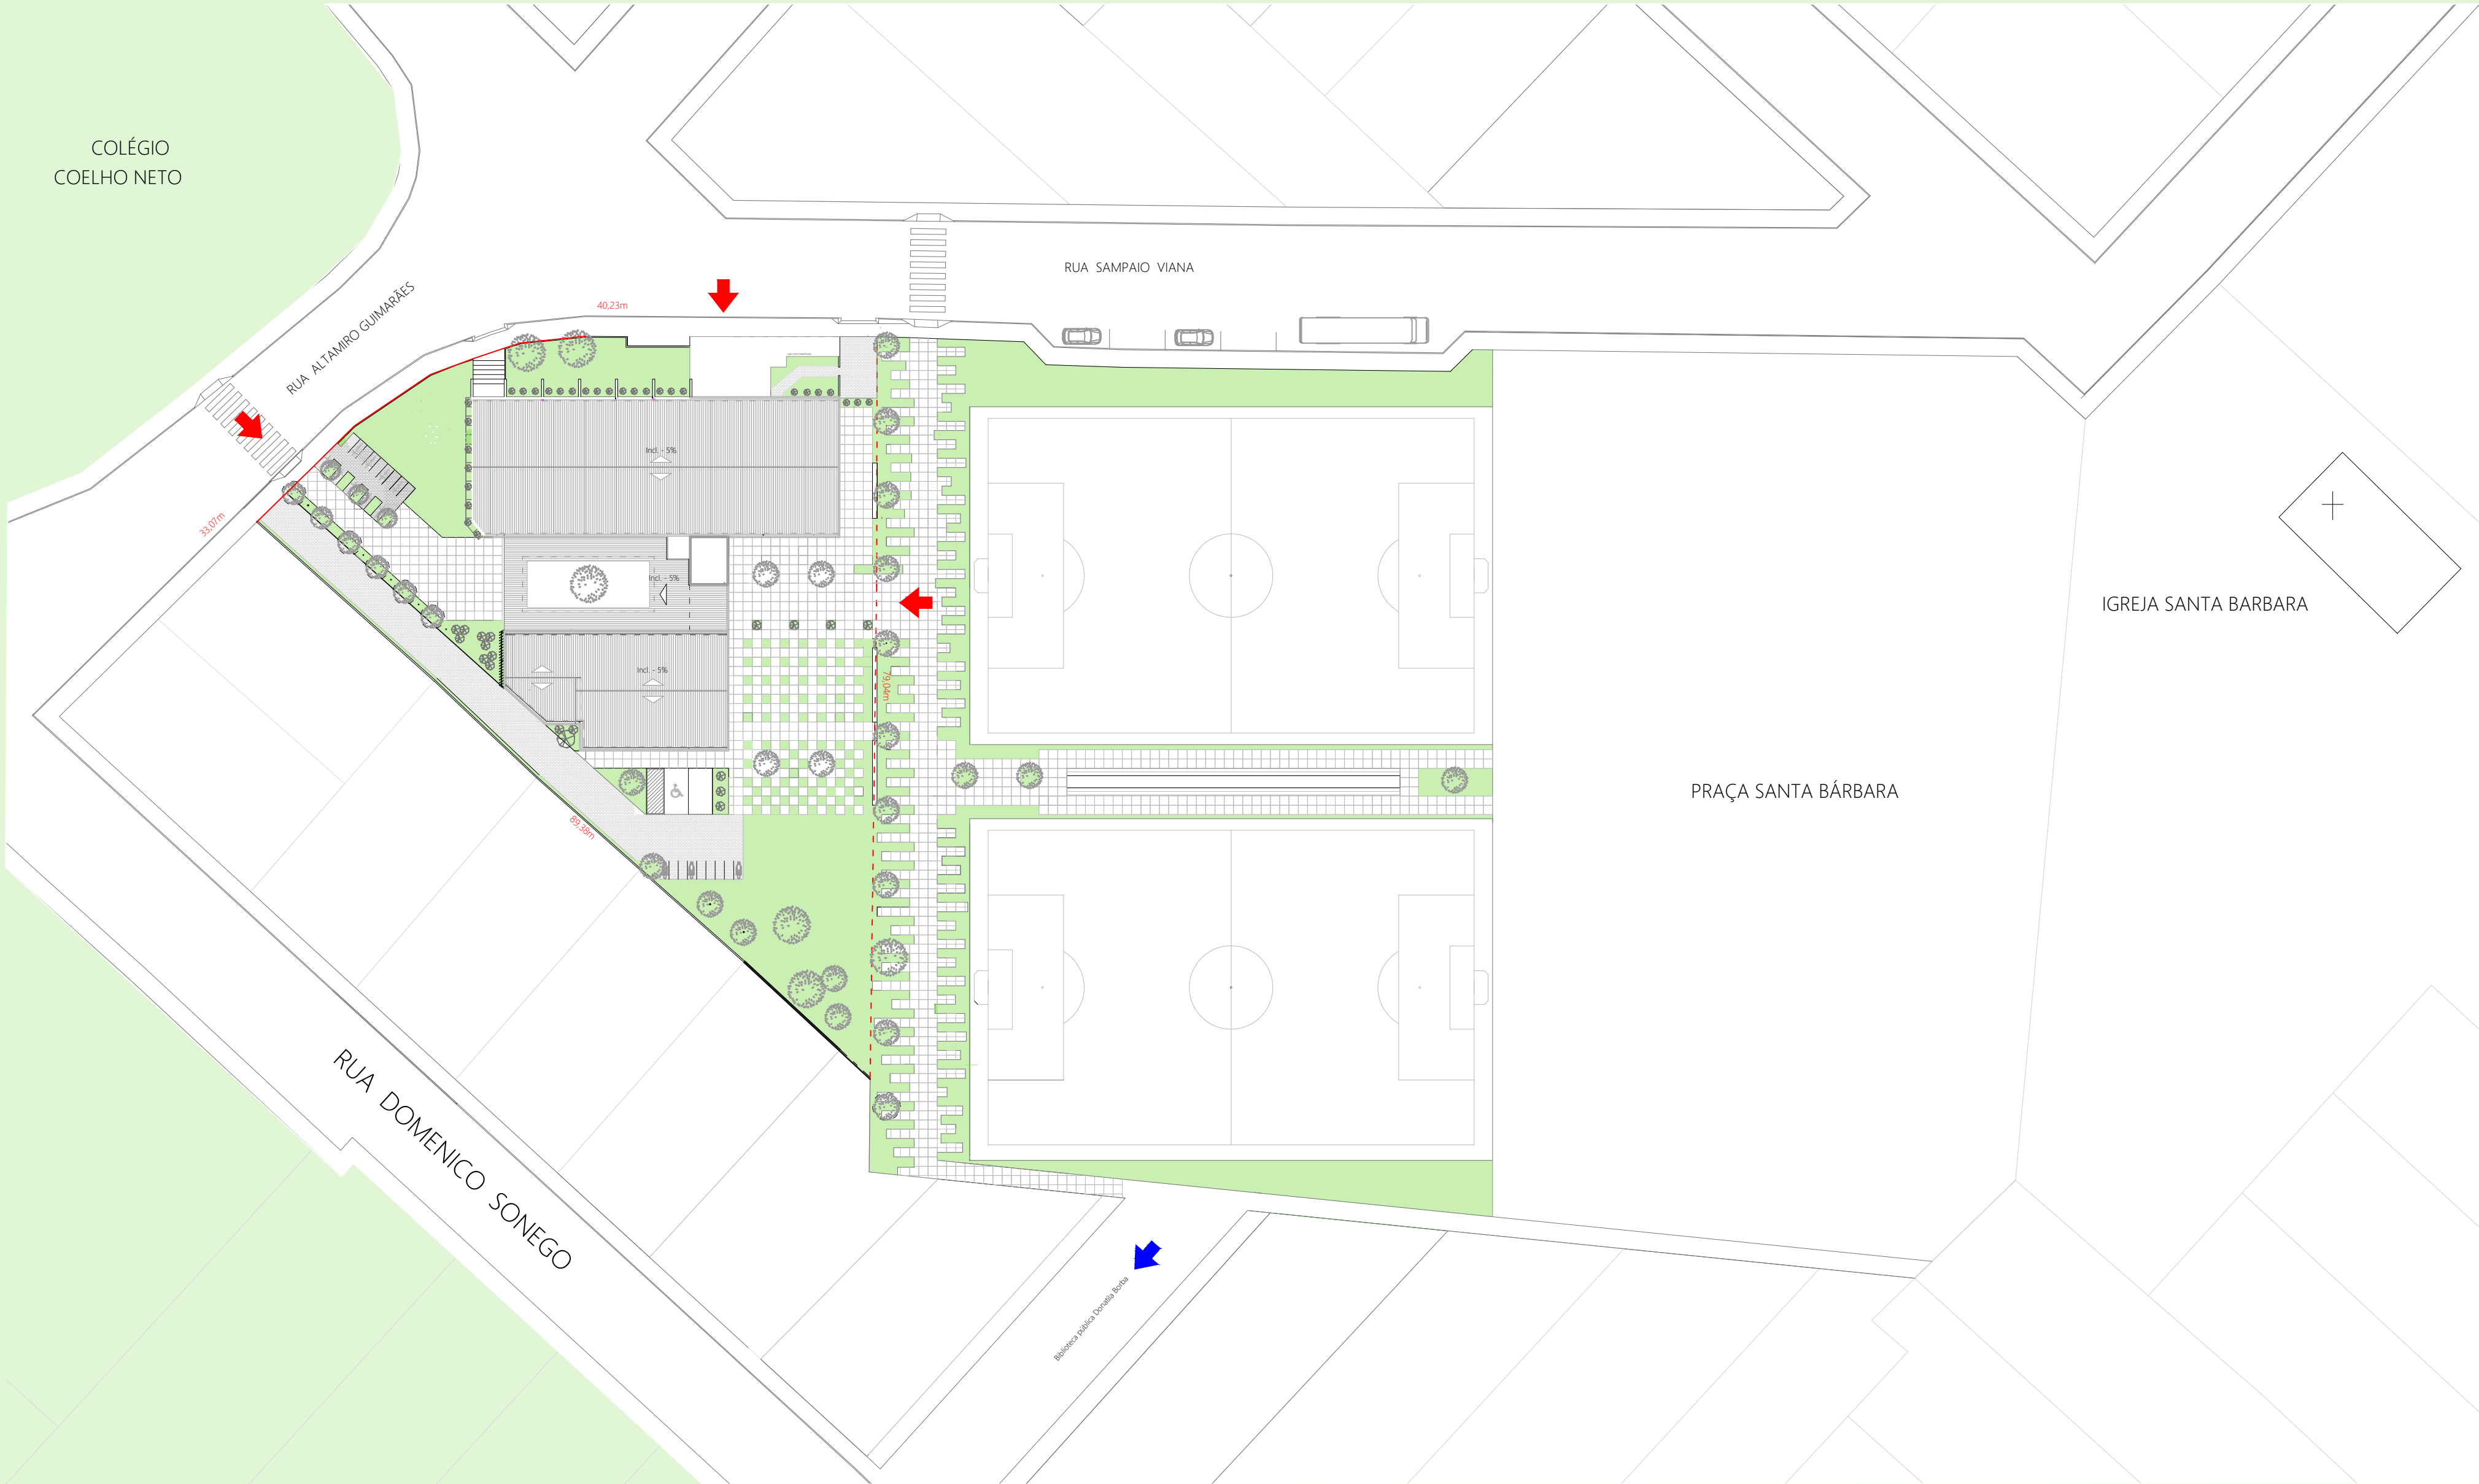 COLÉGIO
COELHO NETO
RUA ALTAMIRO GUIMARÃES
40,23m
RUA SAMPAIO VIANA
33,07m
Incl. - 5%
Incl. - 5%
Incl. - 5%
79,04m
89,38m
IGREJA SANTA BARBARA
PRAÇA SANTA BÁRBARA
RUA DOMENICO SONEGO
Biblioteca pública Donatila Borba